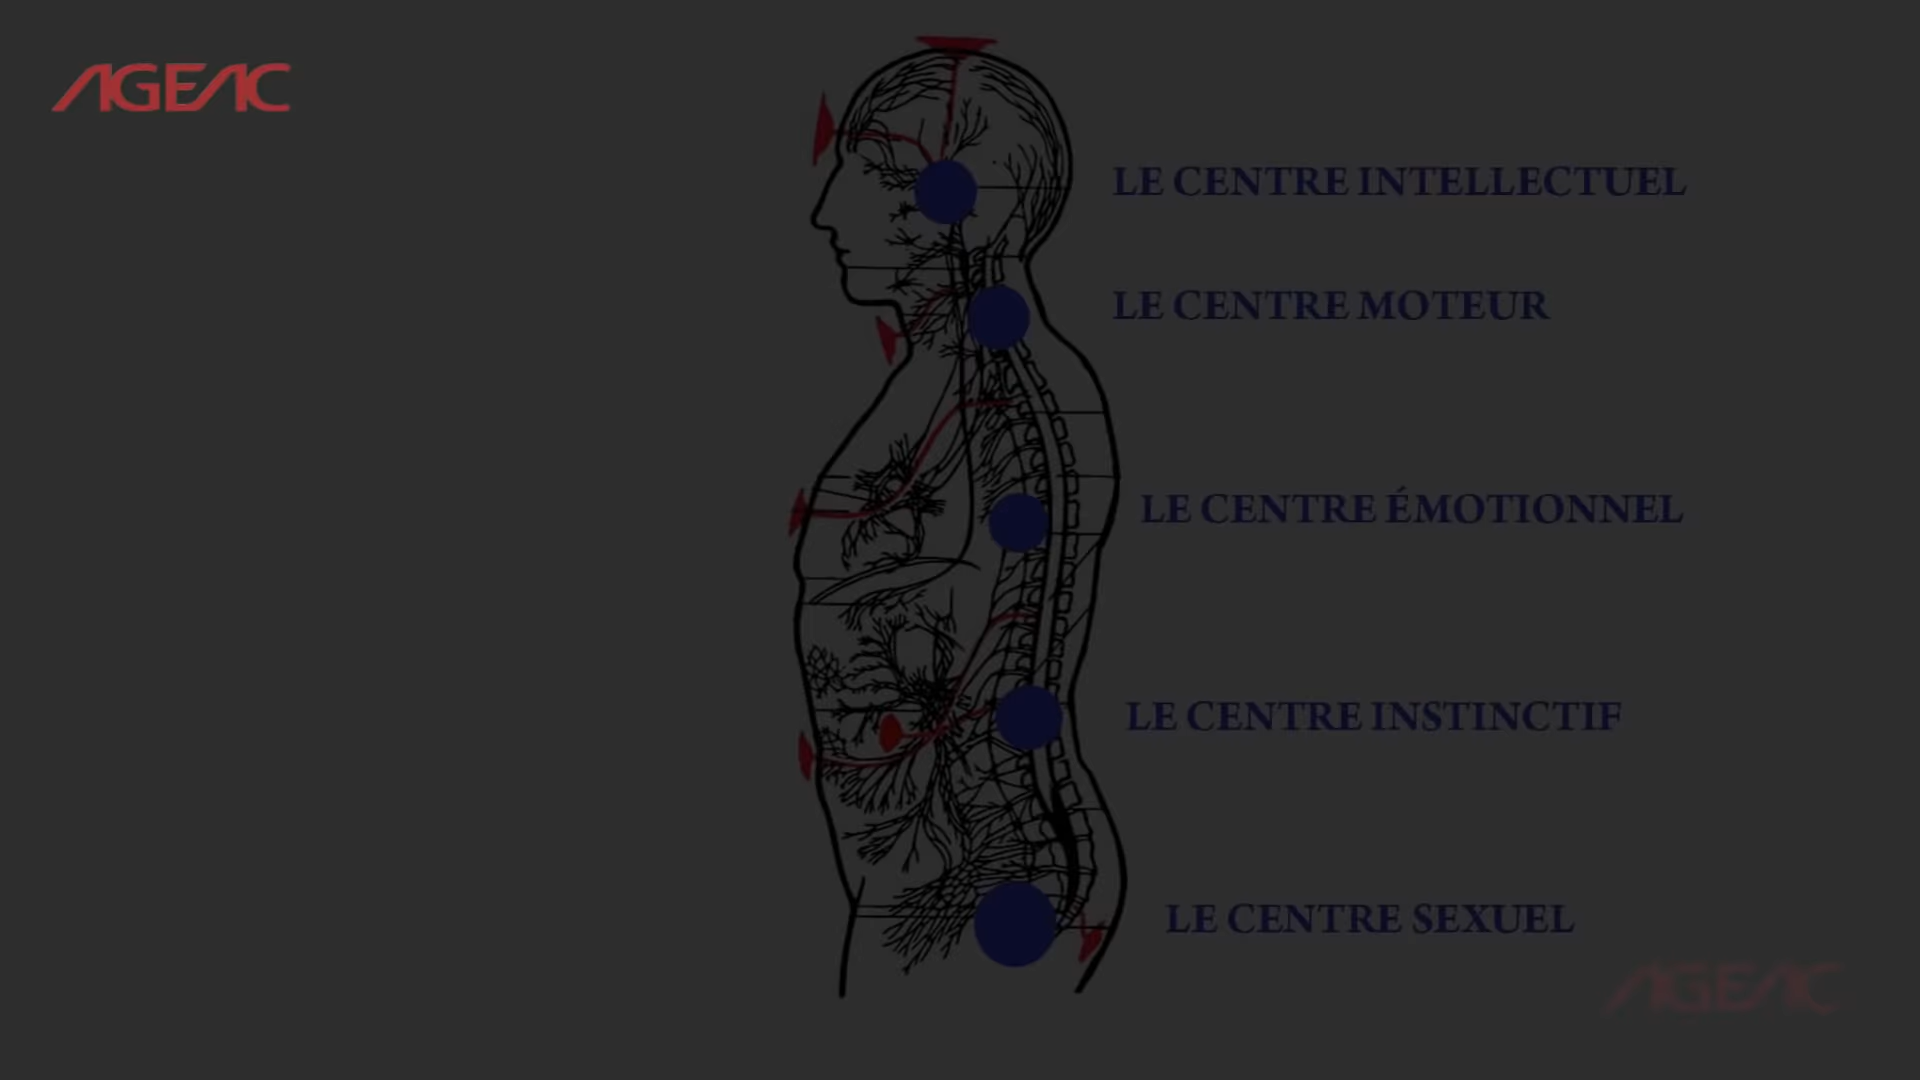 AGEAC
LE CENTRE INTELLECTUEL
LE CENTRE MOTEUR
LE CENTRE ÉMOTIONNEL
LE CENTRE INSTINCTIF
LE CENTRE SEXUEL
AGEAC